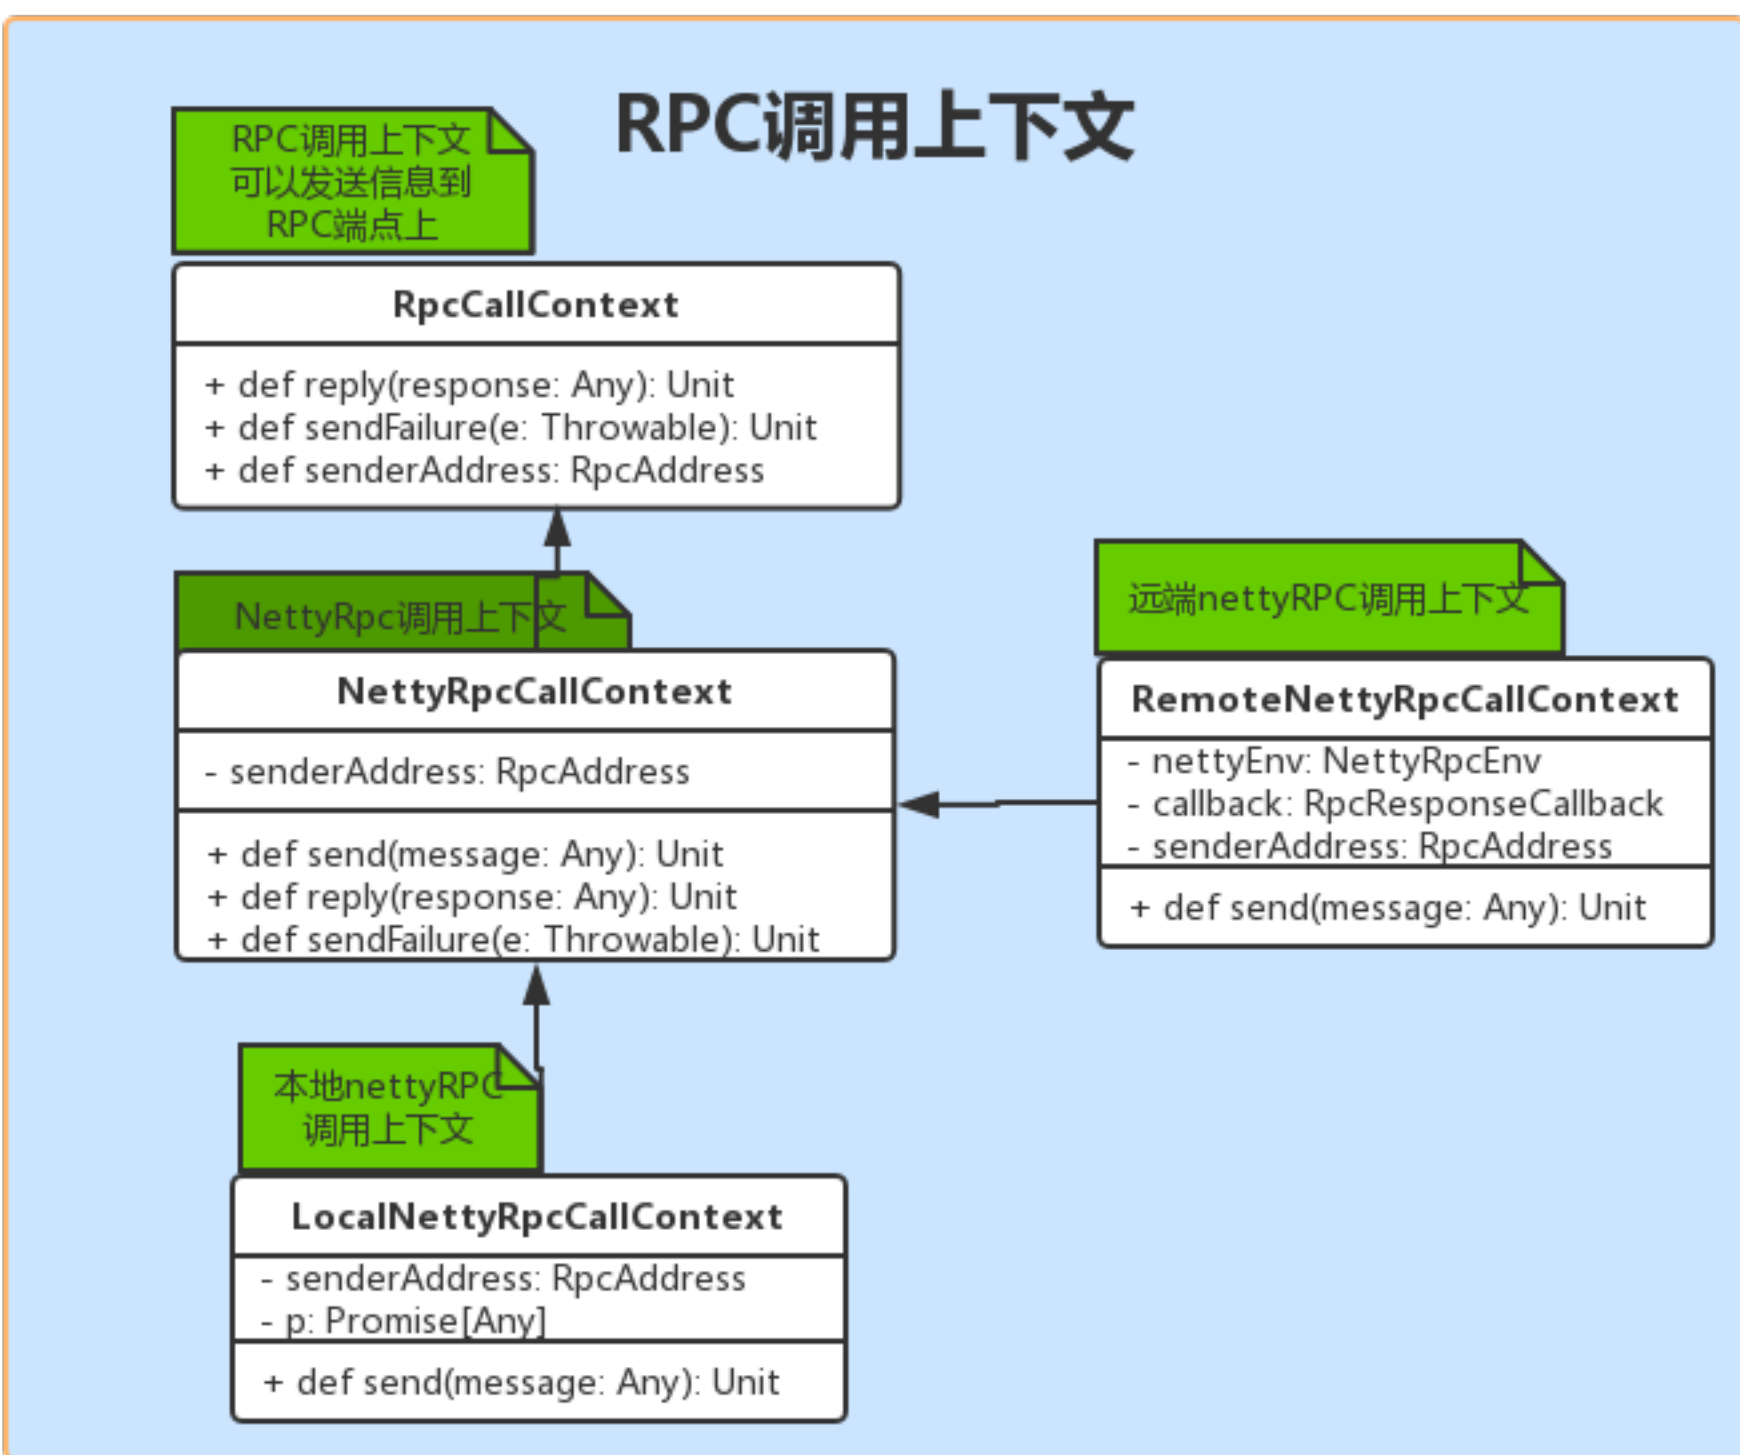 RPC调用上下文
RPC调用上下文
可以发送信息到
RPC端点上
RpcCallContext
+ def reply(response: Any): Unit
+ def sendFailure(e: Throwable): Unit
+ def senderAddress: RpcAddress
NettyRpc调用上下文
NettyRpcCallContext
- senderAddress: RpcAddress
+ def send(message: Any): Unit
+ def reply(response: Any): Unit
+ def sendFailure(e: Throwable): Unit
远端nettyRPC调用上下文
RemoteNettyRpcCallContext
- nettyEnv: NettyRpcEnv
- callback: RpcResponseCallback
- senderAddress: RpcAddress
+ def send(message: Any): Unit
本地nettyRPC
调用上下文
LocalNettyRpcCallContext
- senderAddress: RpcAddress
- p: Promise[Any]
+ def send(message: Any): Unit